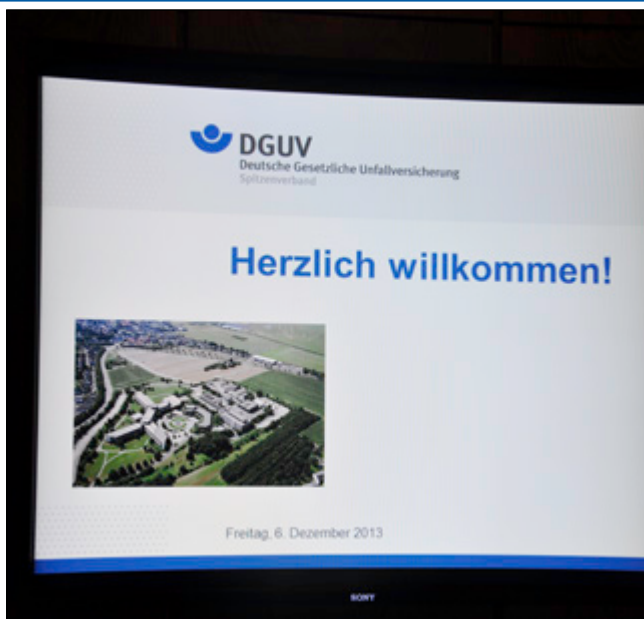 DGUV
Deutsche Gesetzliche Unfallversicherung
Spitzenverband
Herzlich willkommen!
Freitag, 6. Dezember 2013
SONY